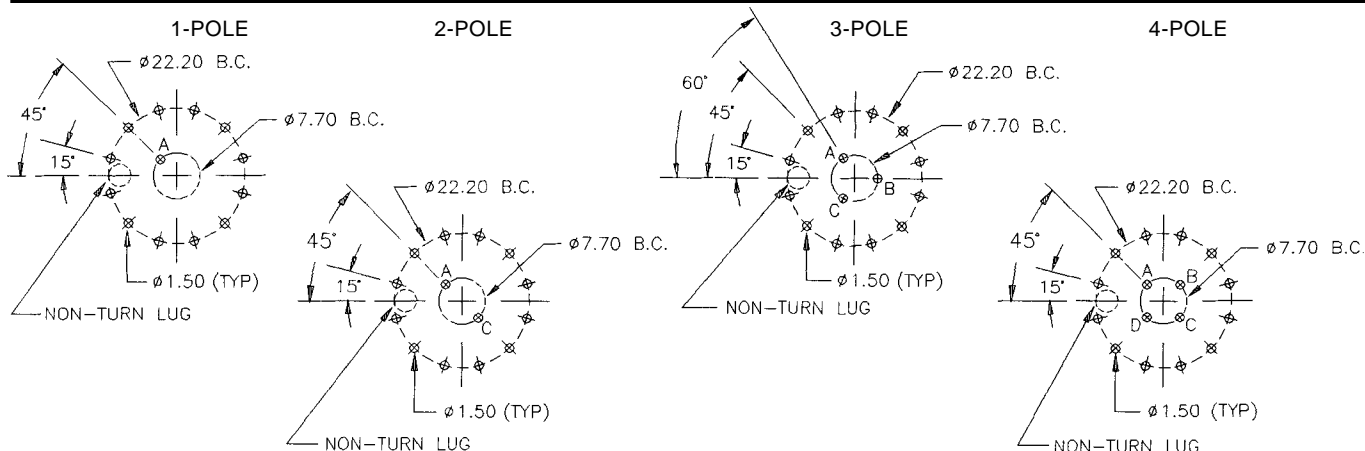 1-POLE
ø22.20 B.C.
45°
ø7.70 B.C.
A
15°
ø1.50 (TYP)
NON-TURN LUG
2-POLE
ø22.20 B.C.
45°
ø7.70 B.C.
A
15°
C
ø1.50 (TYP)
NON-TURN LUG
3-POLE
60°
ø22.20 B.C.
45°
ø7.70 B.C.
A
15°
B
C
ø1.50 (TYP)
NON-TURN LUG
4-POLE
ø22.20 B.C.
45°
ø7.70 B.C.
A
B
15°
D
C
ø1.50 (TYP)
NON-TURN LUG